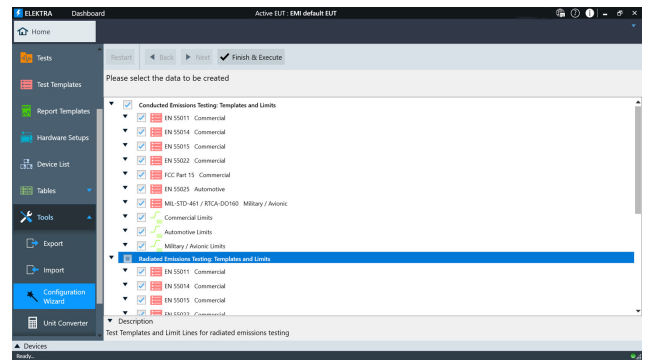 ELEKTRA Dashboard Active EUT : EMI default EUT
Home
Tests
Restart Back Next Finish & Execute
Please select the data to be created
Test Templates
Report Templates
Hardware Setups
Device List
Tables
Tools
Export
Import
Configuration
Wizard
Unit Converter
Conducted Emissions Testing: Templates and Limits
EN 55011 Commercial
EN 55014 Commercial
EN 55015 Commercial
EN 55022 Commercial
FCC Part 15 Commercial
EN 55025 Automotive
MIL-STD-461 / RTCA-DO160 Military / Avionic
Commercial Limits
Automotive Limits
Military / Avionic Limits
Radiated Emissions Testing: Templates and Limits
EN 55011 Commercial
EN 55014 Commercial
EN 55015 Commercial
EN 55022 Commercial
Description
Test Templates and Limit Lines for radiated emissions testing
Devices
Ready...